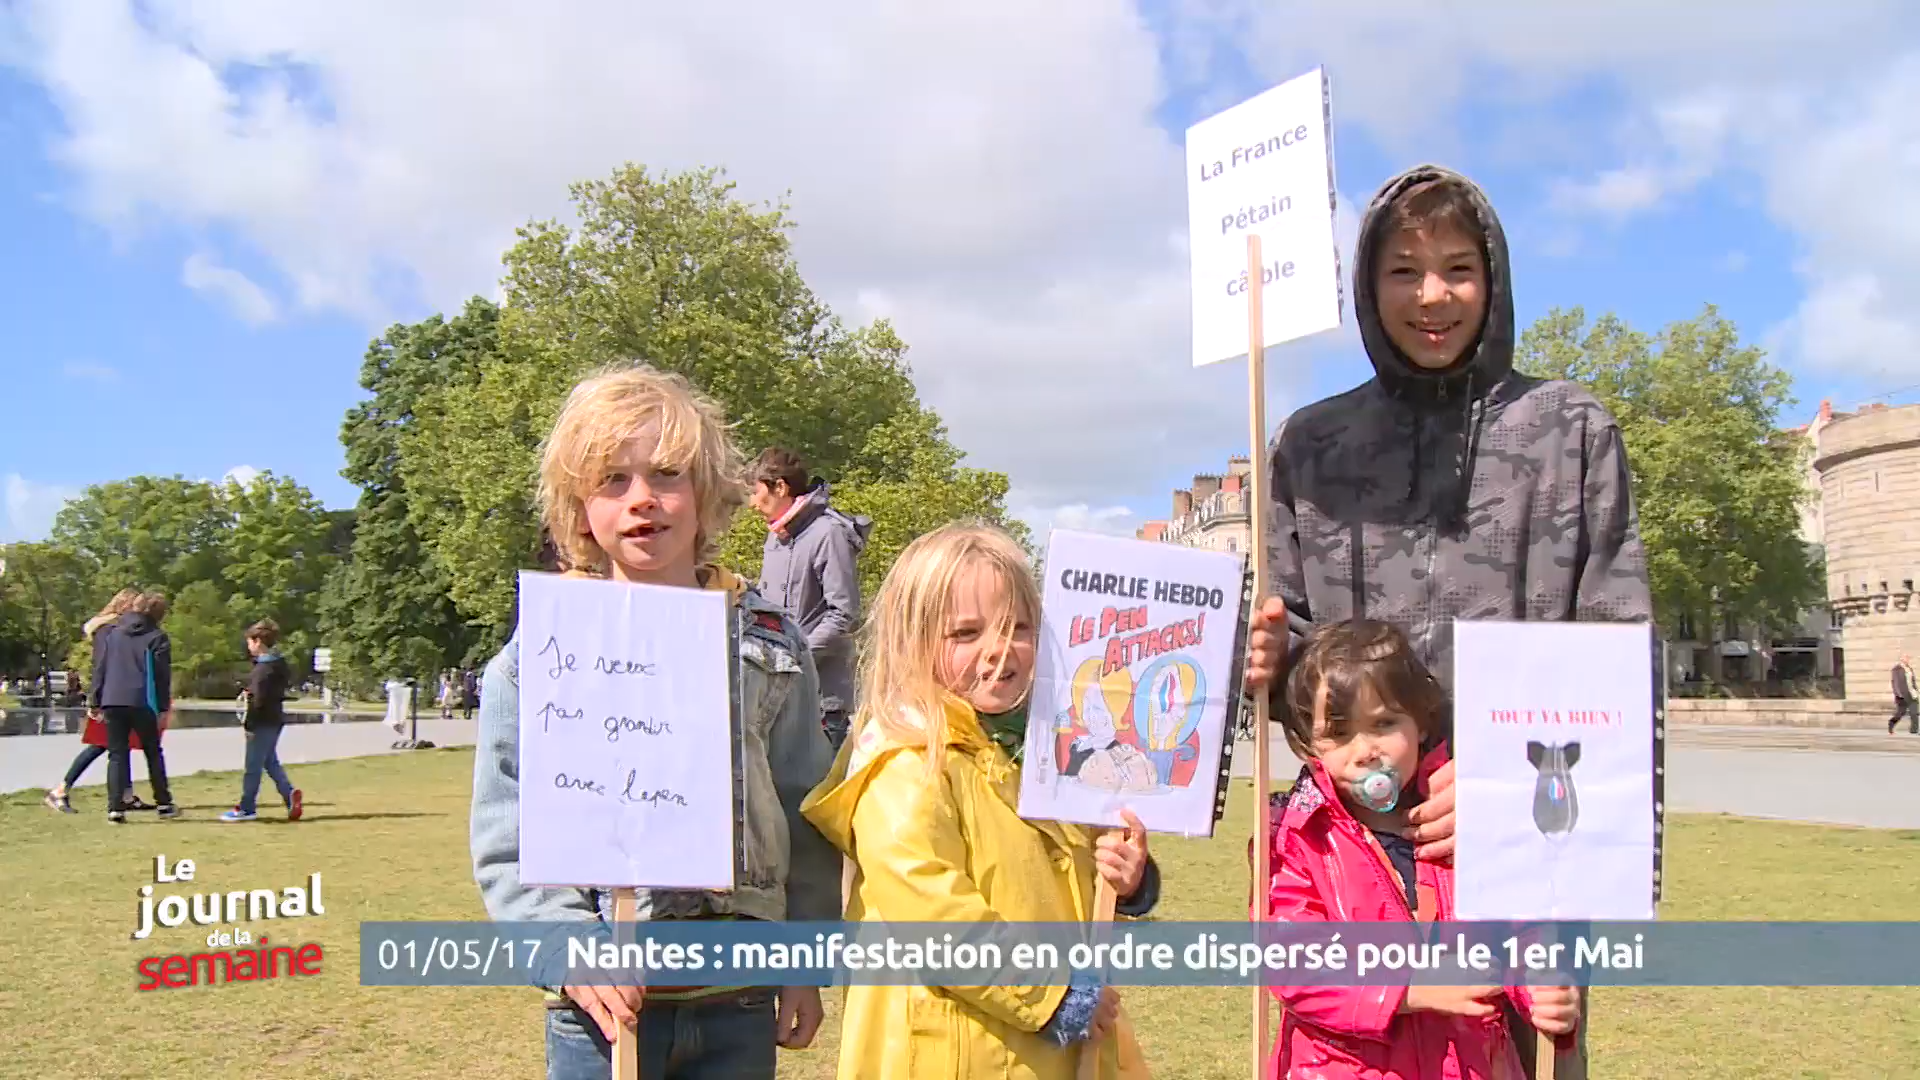 La France
Pétain
câble
Je veux
pas grandir
avec lepen
CHARLIE HEBDO
LE PEN
ATTACKS!
TOUT VA BIEN !
Le
journal
de la
semaine
01/05/17 Nantes : manifestation en ordre dispersé pour le 1er Mai